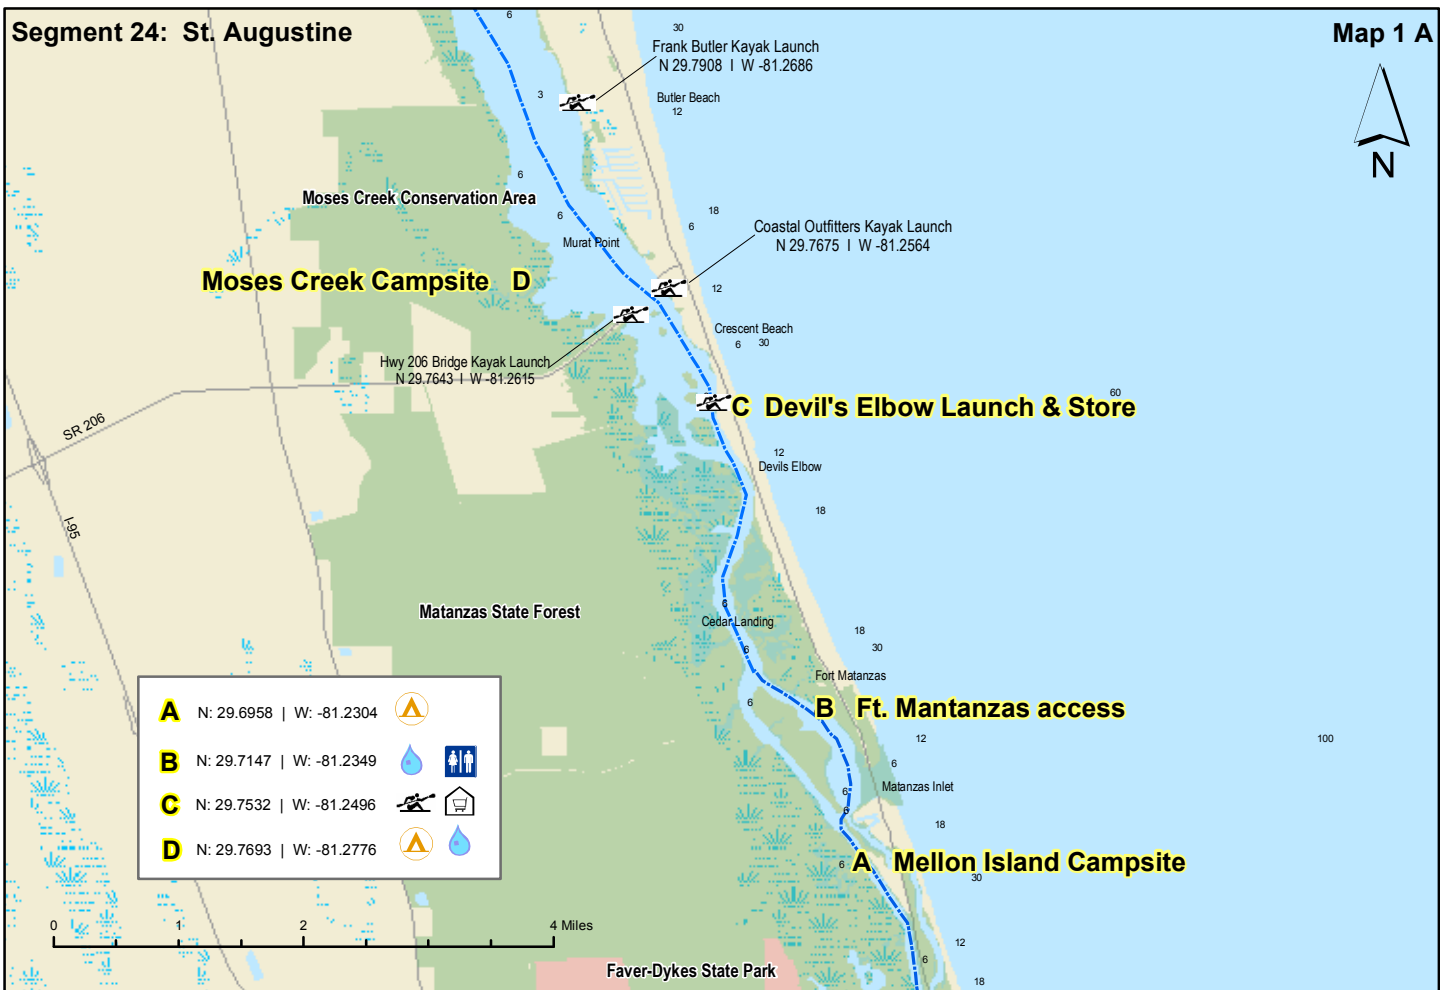 Segment 24: St. Augustine
Map 1 A
N
6
30
Frank Butler Kayak Launch
N 29.7908 I W -81.2686
3
Butler Beach
12
6
Moses Creek Conservation Area
6
18
6
Murat Point
Coastal Outfitters Kayak Launch
N 29.7675 I W -81.2564
Moses Creek Campsite D
12
Crescent Beach
6 30
Hwy 206 Bridge Kayak Launch
N 29.7643 I W -81.2615
60
C Devil's Elbow Launch & Store
SR 206
12
Devils Elbow
18
I-95
6
Matanzas State Forest
Cedar Landing
18
6
30
Fort Matanzas
6
B Ft. Mantanzas access
12
100
6
Matanzas Inlet
6
6
18
6
A Mellon Island Campsite
30
A N: 29.6958 | W: -81.2304
B N: 29.7147 | W: -81.2349
C N: 29.7532 | W: -81.2496
D N: 29.7693 | W: -81.2776
0 1 2 4 Miles
12
6
Faver-Dykes State Park
18